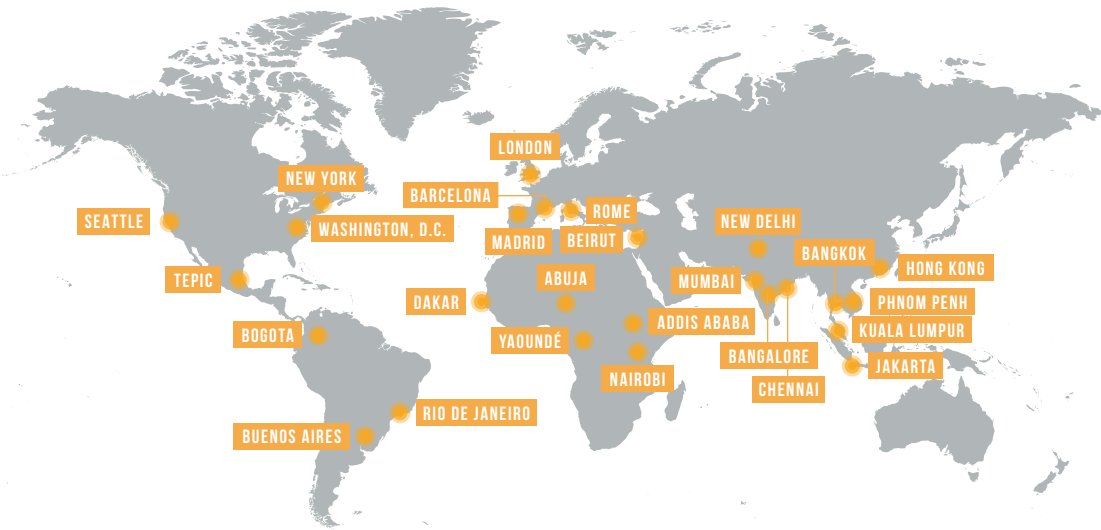 LONDON
NEW YORK
BARCELONA
ROME
SEATTLE
WASHINGTON, D.C.
NEW DELHI
MADRID
BEIRUT
BANGKOK
HONG KONG
TEPIC
ABUJA
MUMBAI
DAKAR
PHNOM PENH
ADDIS ABABA
BOGOTA
YAOUNDÉ
KUALA LUMPUR
BANGALORE
JAKARTA
NAIROBI
CHENNAI
RIO DE JANEIRO
BUENOS AIRES